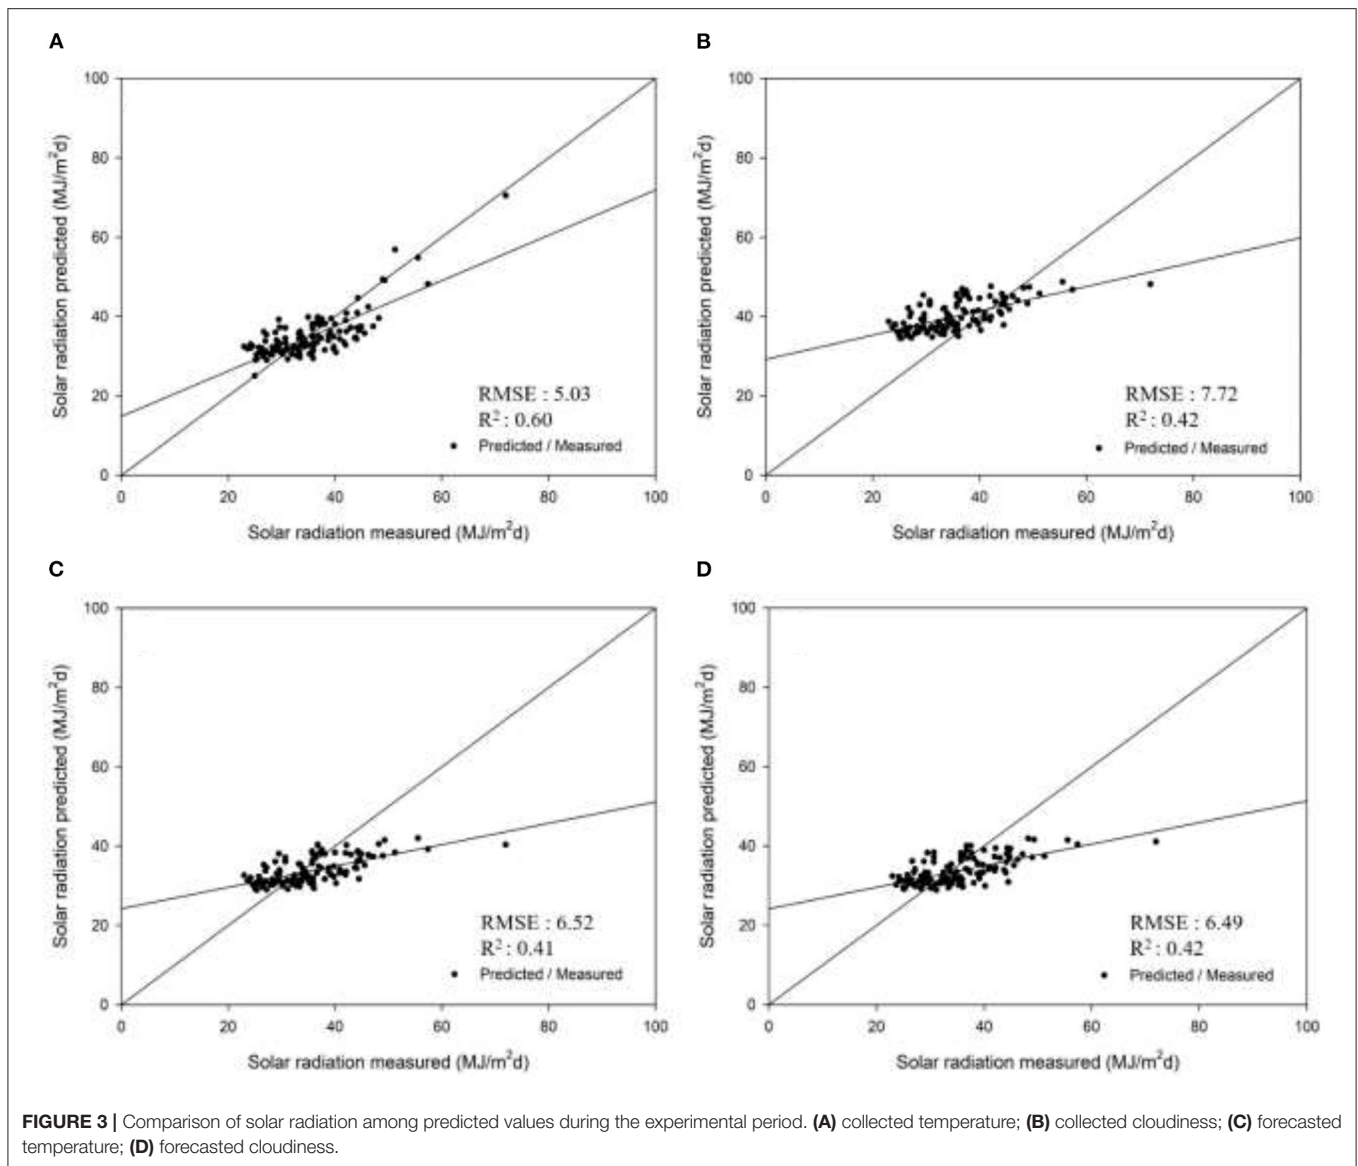 A
100
80
60
40
20
0
Solar radiation predicted (MJ/m²d)
RMSE : 5.03
R² : 0.60
Predicted / Measured
0 20 40 60 80 100
Solar radiation measured (MJ/m²d)
B
100
80
60
40
20
0
Solar radiation predicted (MJ/m²d)
RMSE : 7.72
R² : 0.42
Predicted / Measured
0 20 40 60 80 100
Solar radiation measured (MJ/m²d)
C
100
80
60
40
20
0
Solar radiation predicted (MJ/m²d)
RMSE : 6.52
R² : 0.41
Predicted / Measured
0 20 40 60 80 100
Solar radiation measured (MJ/m²d)
D
100
80
60
40
20
0
Solar radiation predicted (MJ/m²d)
RMSE : 6.49
R² : 0.42
Predicted / Measured
0 20 40 60 80 100
Solar radiation measured (MJ/m²d)
FIGURE 3 | Comparison of solar radiation among predicted values during the experimental period. (A) collected temperature; (B) collected cloudiness; (C) forecasted
temperature; (D) forecasted cloudiness.